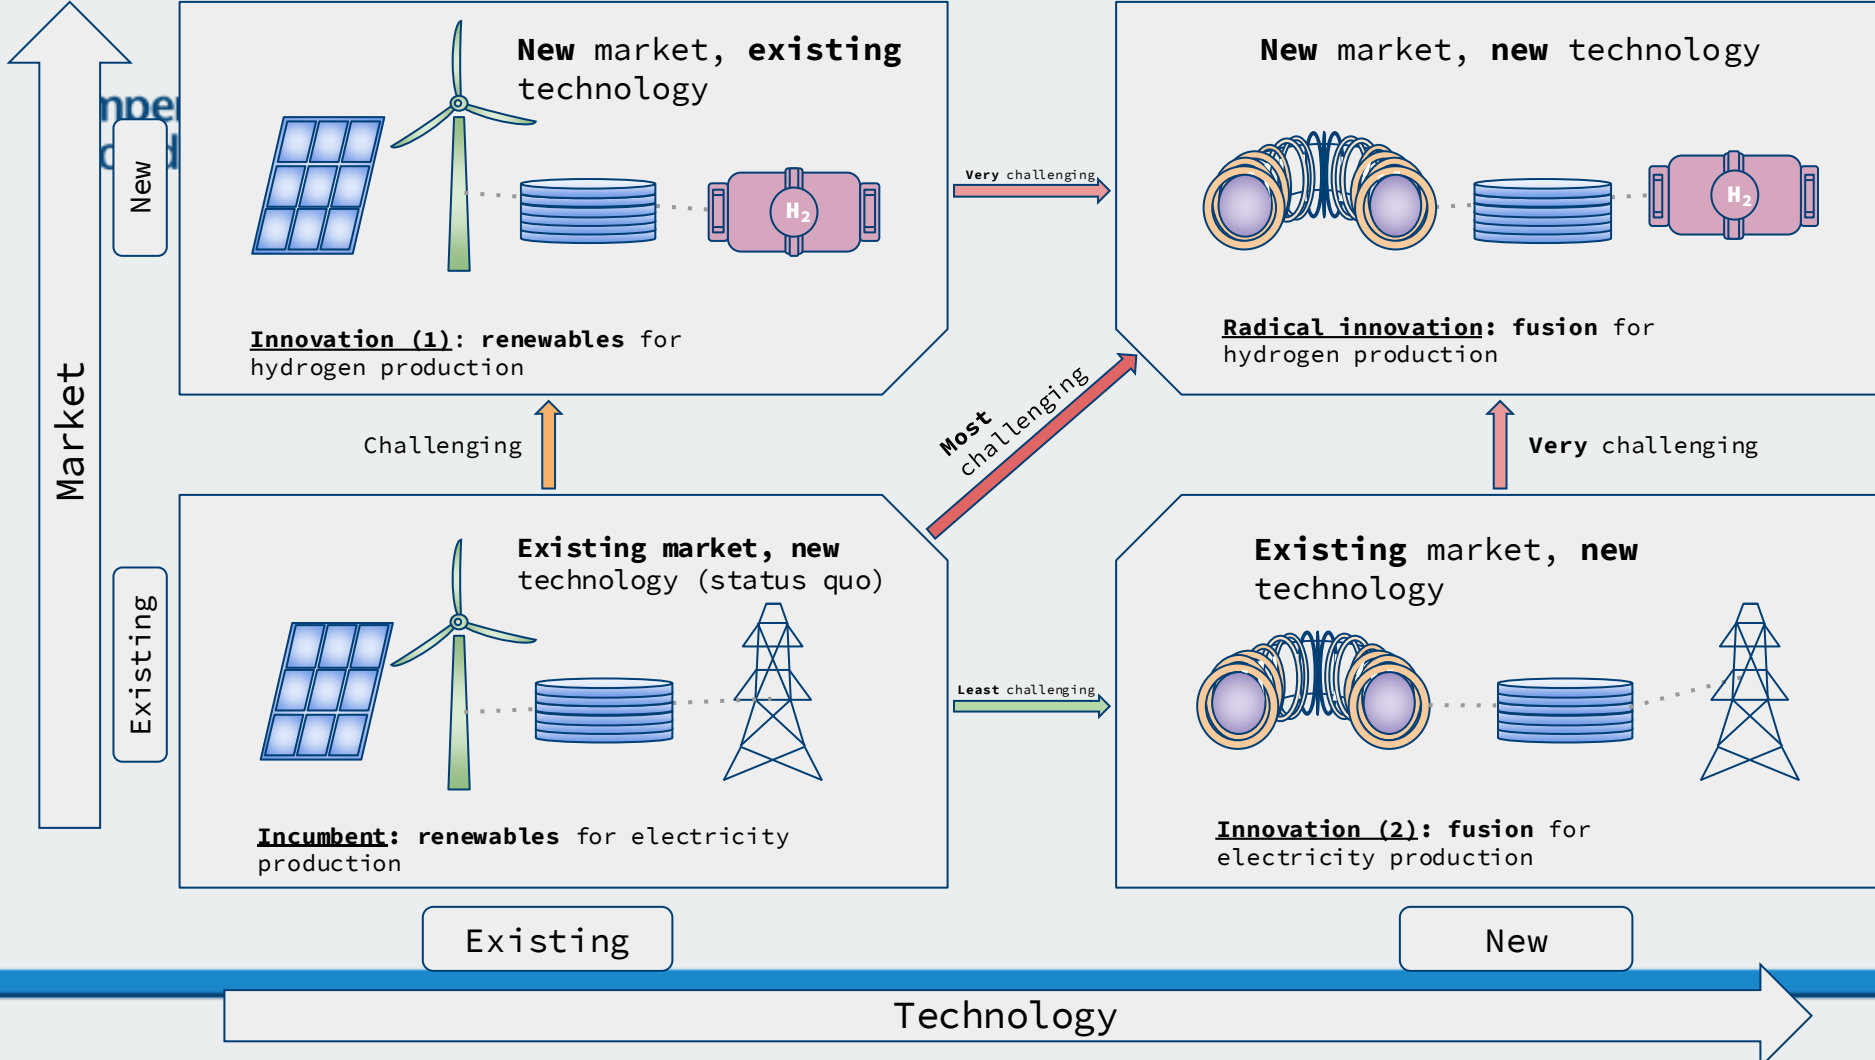 New market, existing
technology
New market, new technology
New
Very challenging
H2
H2
Innovation (1): renewables for
hydrogen production
Radical innovation: fusion for
hydrogen production
Market
Challenging
Most
challenging
Very challenging
Existing market, new
technology (status quo)
Existing market, new
technology
Existing
Least challenging
Incumbent: renewables for electricity
production
Innovation (2): fusion for
electricity production
Existing
New
Technology